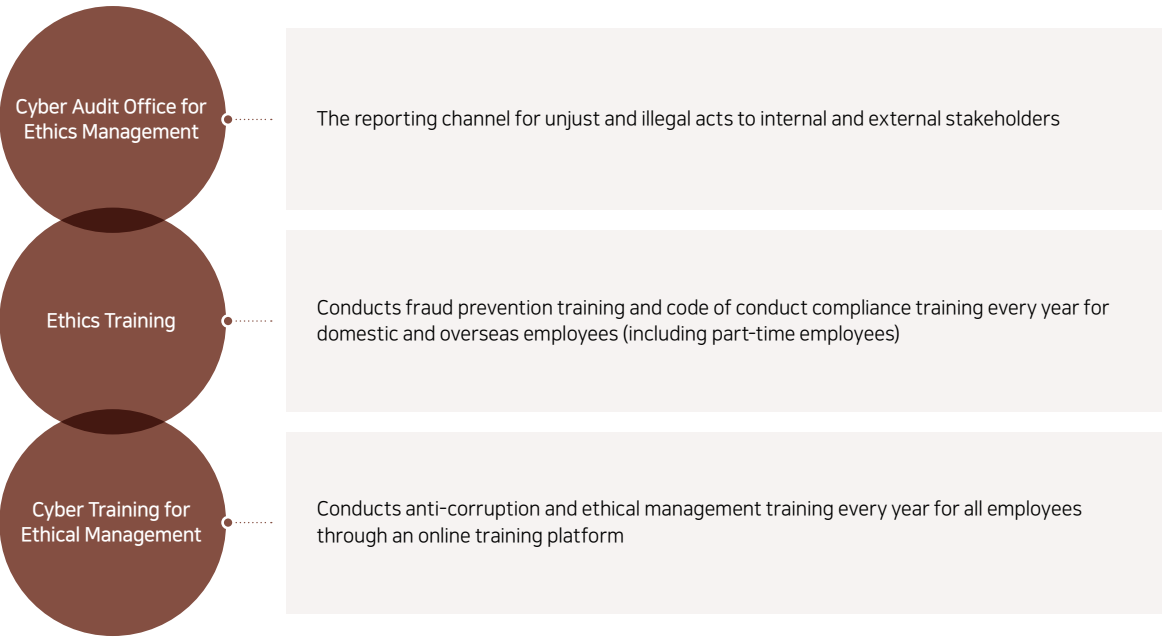 Cyber Audit Office for
Ethics Management
The reporting channel for unjust and illegal acts to internal and external stakeholders
Ethics Training
Conducts fraud prevention training and code of conduct compliance training every year for
domestic and overseas employees (including part-time employees)
Cyber Training for
Ethical Management
Conducts anti-corruption and ethical management training every year for all employees
through an online training platform